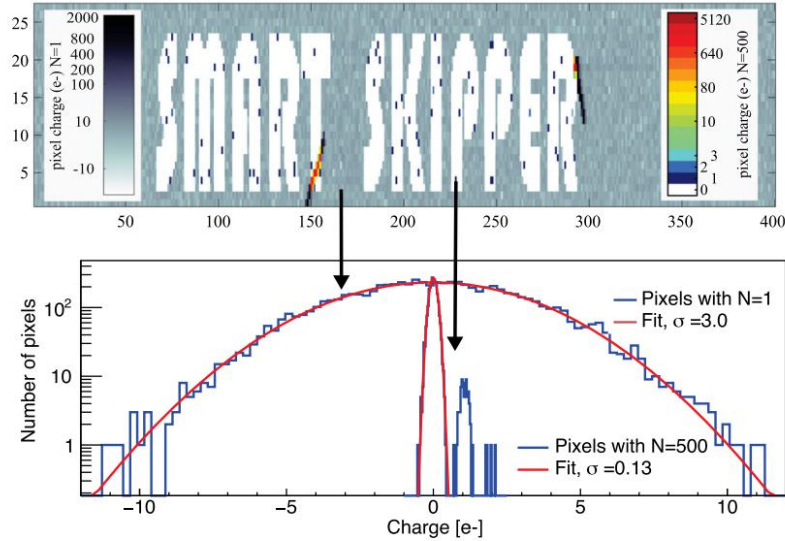 25
20
15
10
5
pixel charge (e-) N=1
2000
800
400
200
100
10
-10
SMART SKIPPER
pixel charge (e-) N=500
5120
640
80
10
3
2
1
0
50 100 150 200 250 300 350 400
Number of pixels
10²
10
1
Pixels with N=1
Fit, σ =3.0
Pixels with N=500
Fit, σ =0.13
−10 −5 0 5 10
Charge [e-]